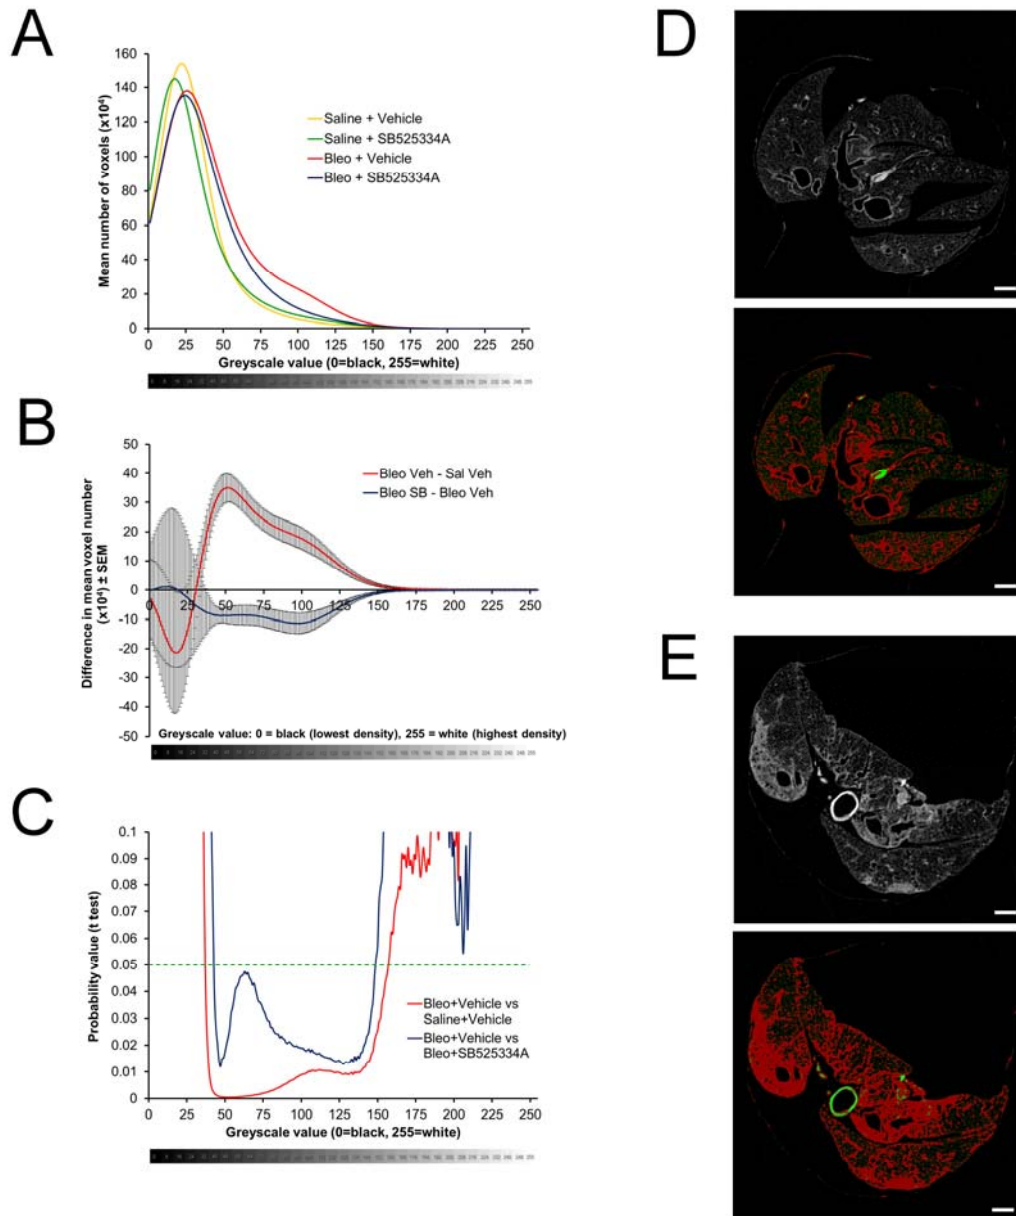 A
160
140
120
100
80
60
40
20
0
Mean number of voxels (x10⁴)
Saline + Vehicle
Saline + SB525334A
Bleo + Vehicle
Bleo + SB525334A
0 25 50 75 100 125 150 175 200 225 250
Greyscale value (0=black, 255=white)
B
50
40
30
20
10
0
-10
-20
-30
-40
-50
Difference in mean voxel number
(x10⁴) ± SEM
Bleo Veh - Sal Veh
Bleo SB - Bleo Veh
0 25 50 75 100 125 150 175 200 225 250
Greyscale value: 0 = black (lowest density), 255 = white (highest density)
C
0.1
0.09
0.08
0.07
0.06
0.05
0.04
0.03
0.02
0.01
0
Probability value (t test)
Bleo+Vehicle vs
Saline+Vehicle
Bleo+Vehicle vs
Bleo+SB525334A
0 25 50 75 100 125 150 175 200 225 250
Greyscale value (0=black, 255=white)
D
E